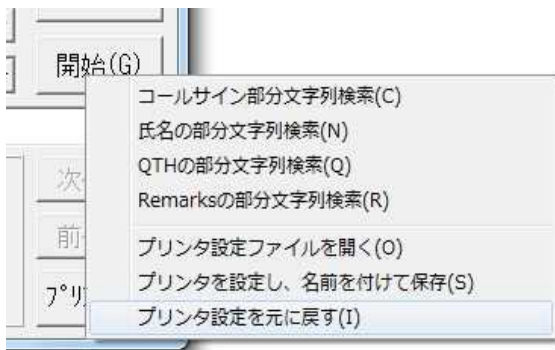 開始(G)
コールサイン部分文字列検索(C)
氏名の部分文字列検索(N)
QTHの部分文字列検索(Q)
Remarksの部分文字列検索(R)
次
プリンタ設定ファイルを開く(O)
前
プリンタを設定し、名前を付けて保存(S)
プリ
プリンタ設定を元に戻す(I)